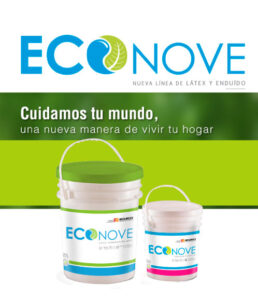 ECONOVE
NUEVA LÍNEA DE LÁTEX Y ENDUÍDO
Cuidamos tu mundo,
una nueva manera de vivir tu hogar
ECONOVE
ECONOVE